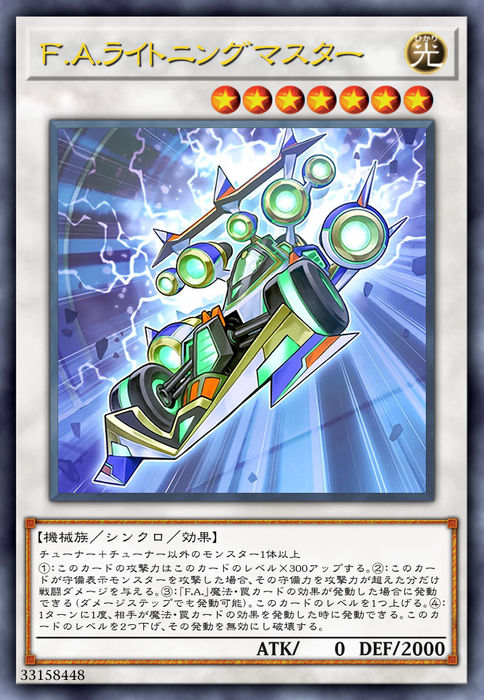 F.A.ライトニングマスター
ひかり
光
【機械族／シンクロ／効果】
チューナー＋チューナー以外のモンスター1体以上
①：このカードの攻撃力はこのカードのレベル×300アップする。②：このカー
ドが守備表示モンスターを攻撃した場合、その守備力を攻撃力が超えた分だけ
戦闘ダメージを与える。③：「F.A.」魔法・罠カードの効果が発動した場合に発動
できる（ダメージステップでも発動可能）。このカードのレベルを1つ上げる。④：
1ターンに1度、相手が魔法・罠カードの効果を発動した時に発動できる。このカ
ードのレベルを2つ下げ、その発動を無効にし破壊する。
ATK/ 0 DEF/2000
33158448